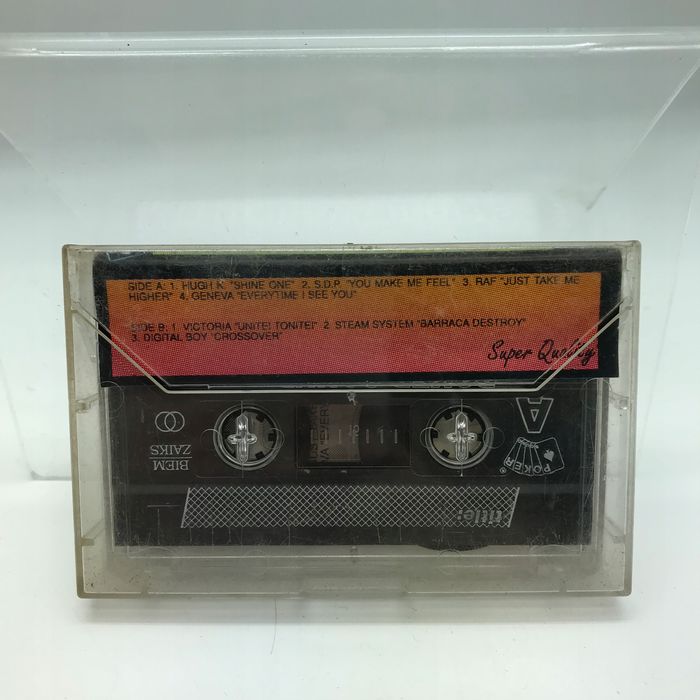 SIDE A: 1. HUGH K. "SHINE ONE" 2. S.D.P. "YOU MAKE ME FEEL" 3. RAF "JUST TAKE ME
HIGHER" 4. GENEVA "EVERYTIME I SEE YOU"
SIDE B: 1. VICTORIA "UNITE! TONITE!" 2. STEAM SYSTEM "BARRACA DESTROY"
3. DIGITAL BOY "CROSSOVER"
Super Quality
A
POKER
BIEM
ZAIKS
title: